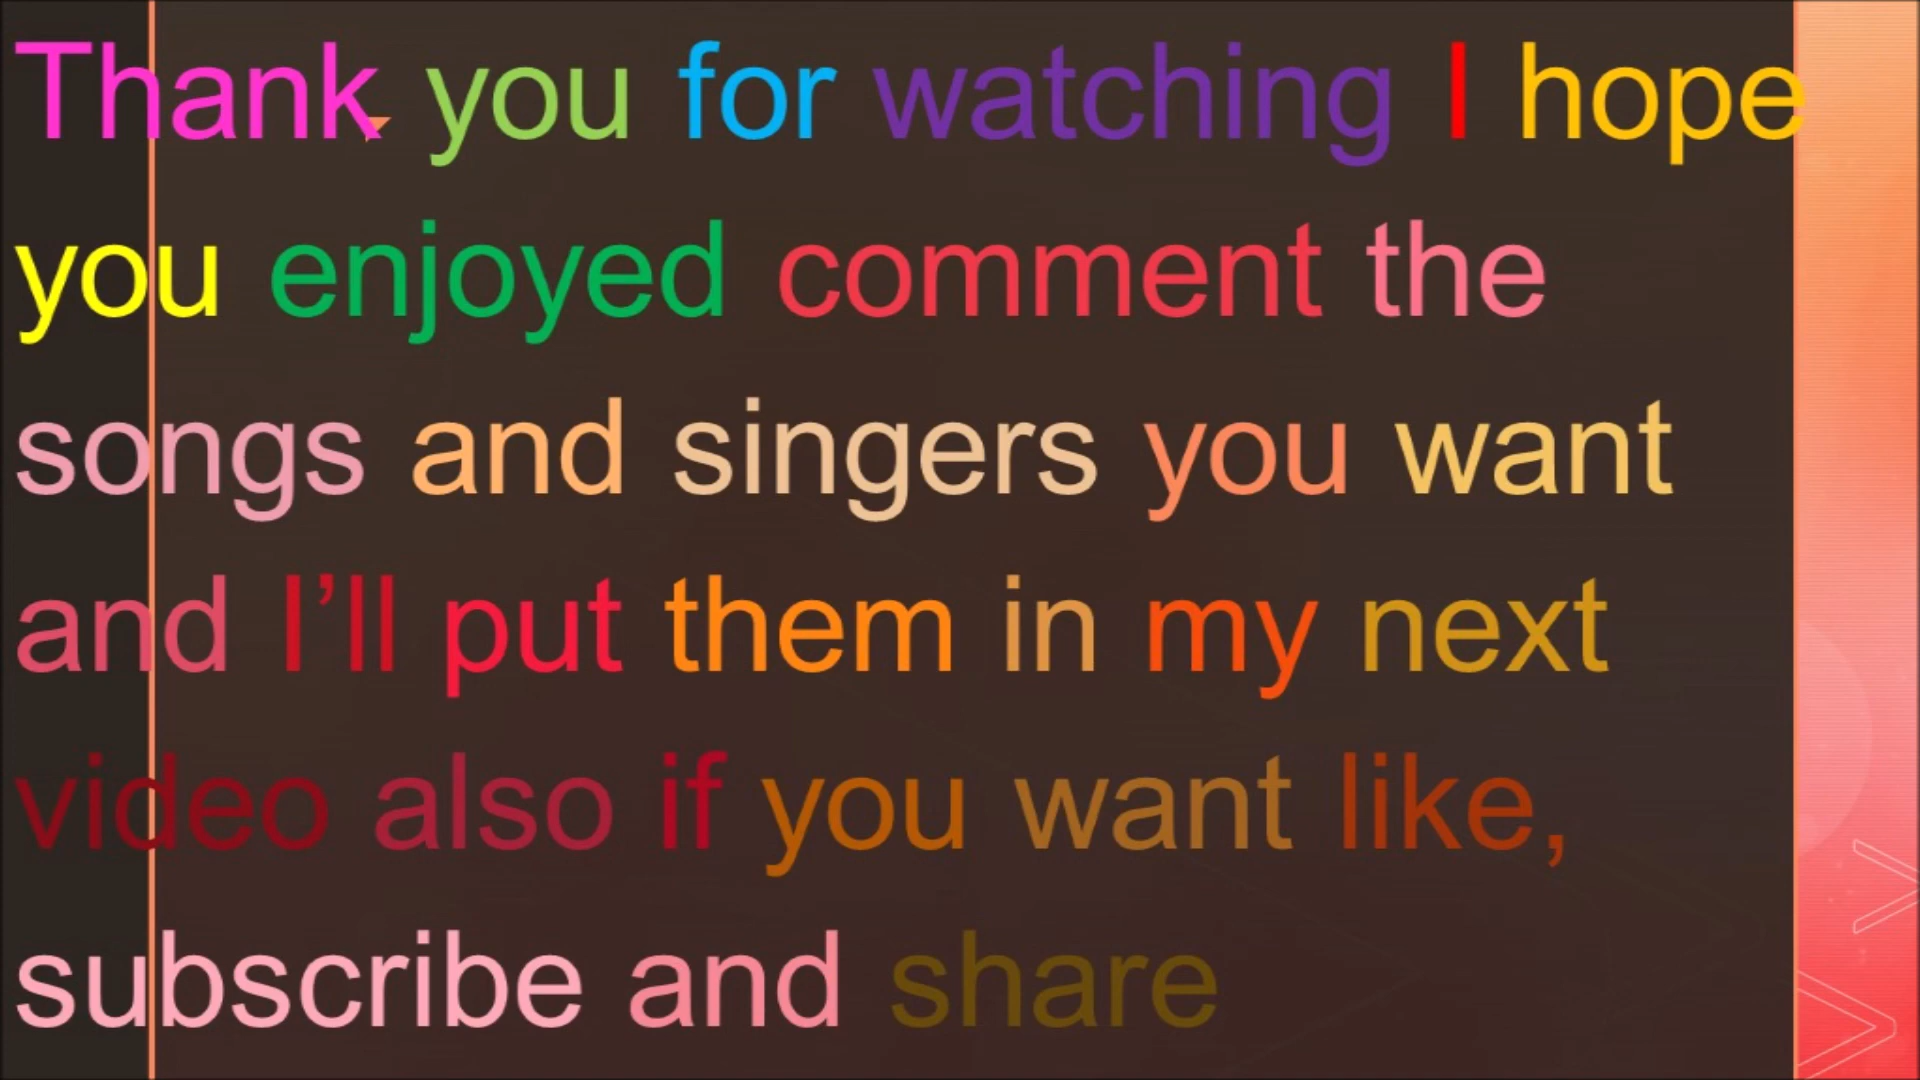 Thank you for watching I hope
you enjoyed comment the
songs and singers you want
and I’ll put them in my next
video also if you want like,
subscribe and share